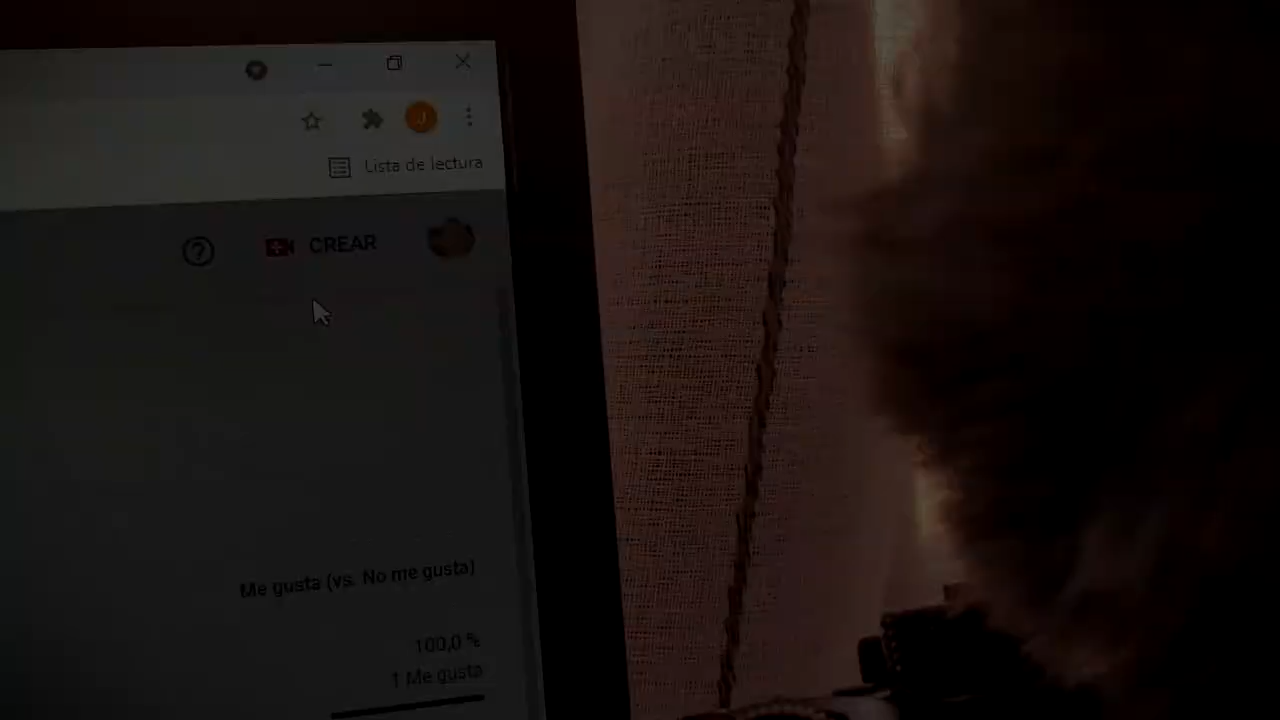 J
Lista de lectura
CREAR
Me gusta (vs. No me gusta)
100,0 %
1 Me gusta